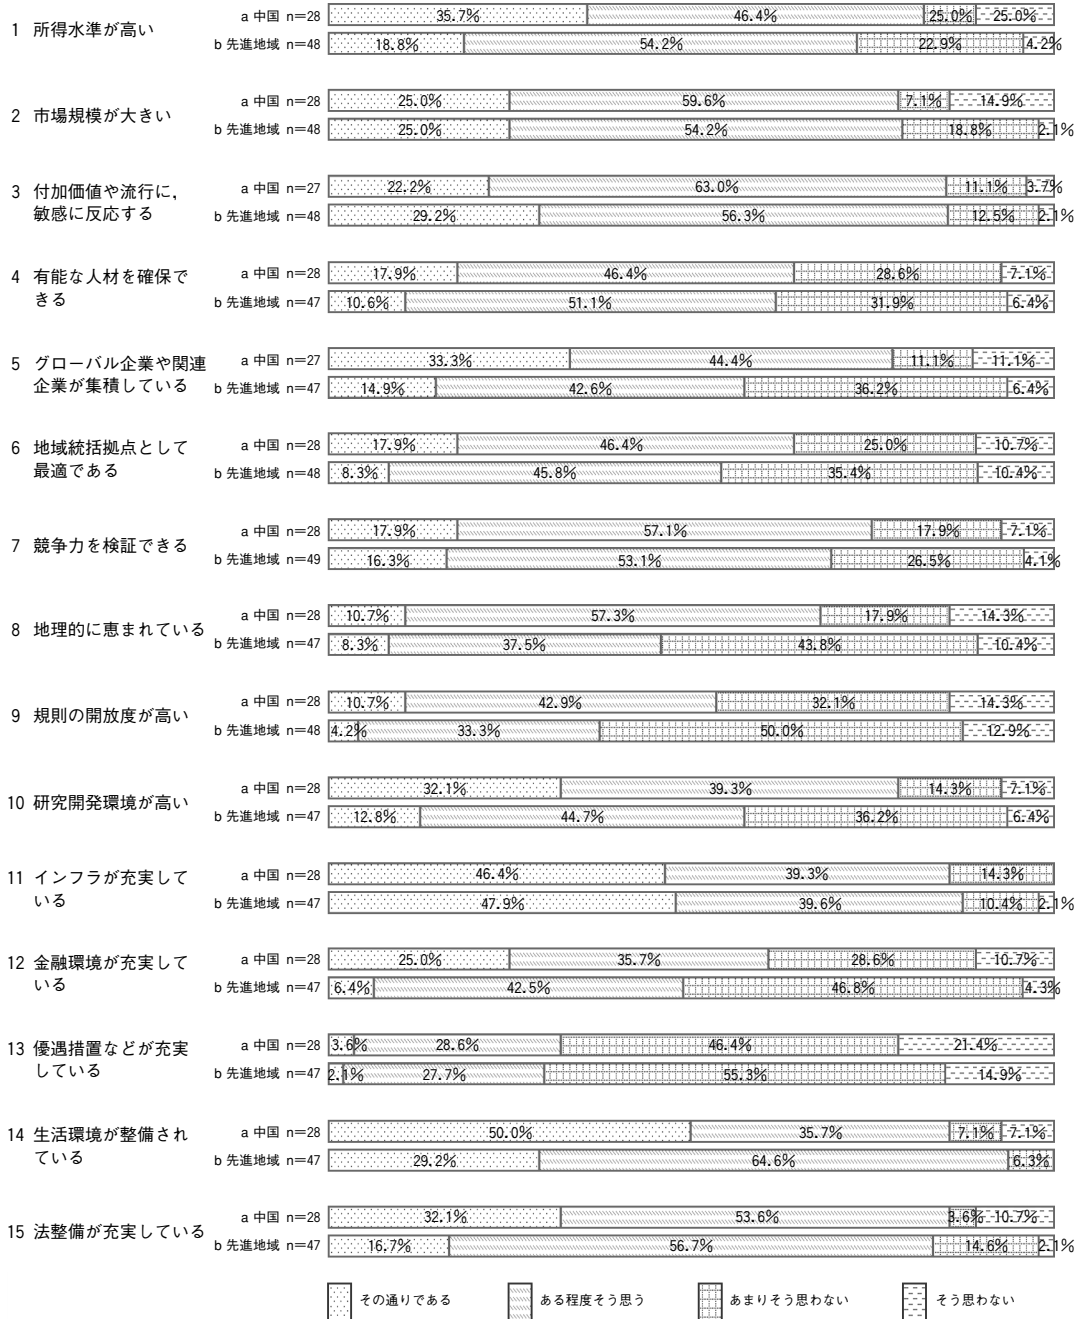 1 所得水準が高い
a 中国 n=28 35.7% 46.4% 25.0% 25.0%
b 先進地域 n=48 18.8% 54.2% 22.9% 4.2%
2 市場規模が大きい
a 中国 n=28 25.0% 59.6% 7.1% 14.9%
b 先進地域 n=48 25.0% 54.2% 18.8% 2.1%
3 付加価値や流行に,
敏感に反応する
a 中国 n=27 22.2% 63.0% 11.1% 3.7%
b 先進地域 n=48 29.2% 56.3% 12.5% 2.1%
4 有能な人材を確保で
きる
a 中国 n=28 17.9% 46.4% 28.6% 7.1%
b 先進地域 n=47 10.6% 51.1% 31.9% 6.4%
5 グローバル企業や関連
企業が集積している
a 中国 n=27 33.3% 44.4% 11.1% 11.1%
b 先進地域 n=47 14.9% 42.6% 36.2% 6.4%
6 地域統括拠点として
最適である
a 中国 n=28 17.9% 46.4% 25.0% 10.7%
b 先進地域 n=48 8.3% 45.8% 35.4% 10.4%
7 競争力を検証できる
a 中国 n=28 17.9% 57.1% 17.9% 7.1%
b 先進地域 n=49 16.3% 53.1% 26.5% 4.1%
8 地理的に恵まれている
a 中国 n=28 10.7% 57.3% 17.9% 14.3%
b 先進地域 n=47 8.3% 37.5% 43.8% 10.4%
9 規則の開放度が高い
a 中国 n=28 10.7% 42.9% 32.1% 14.3%
b 先進地域 n=48 4.2% 33.3% 50.0% 12.9%
10 研究開発環境が高い
a 中国 n=28 32.1% 39.3% 14.3% 7.1%
b 先進地域 n=47 12.8% 44.7% 36.2% 6.4%
11 インフラが充実して
いる
a 中国 n=28 46.4% 39.3% 14.3%
b 先進地域 n=47 47.9% 39.6% 10.4% 2.1%
12 金融環境が充実して
いる
a 中国 n=28 25.0% 35.7% 28.6% 10.7%
b 先進地域 n=47 6.4% 42.5% 46.8% 4.3%
13 優遇措置などが充実
している
a 中国 n=28 3.6% 28.6% 46.4% 21.4%
b 先進地域 n=47 2.1% 27.7% 55.3% 14.9%
14 生活環境が整備され
ている
a 中国 n=28 50.0% 35.7% 7.1% 7.1%
b 先進地域 n=47 29.2% 64.6% 6.3%
15 法整備が充実している
a 中国 n=28 32.1% 53.6% 3.6% 10.7%
b 先進地域 n=47 16.7% 56.7% 14.6% 2.1%
その通りである ある程度そう思う あまりそう思わない そう思わない